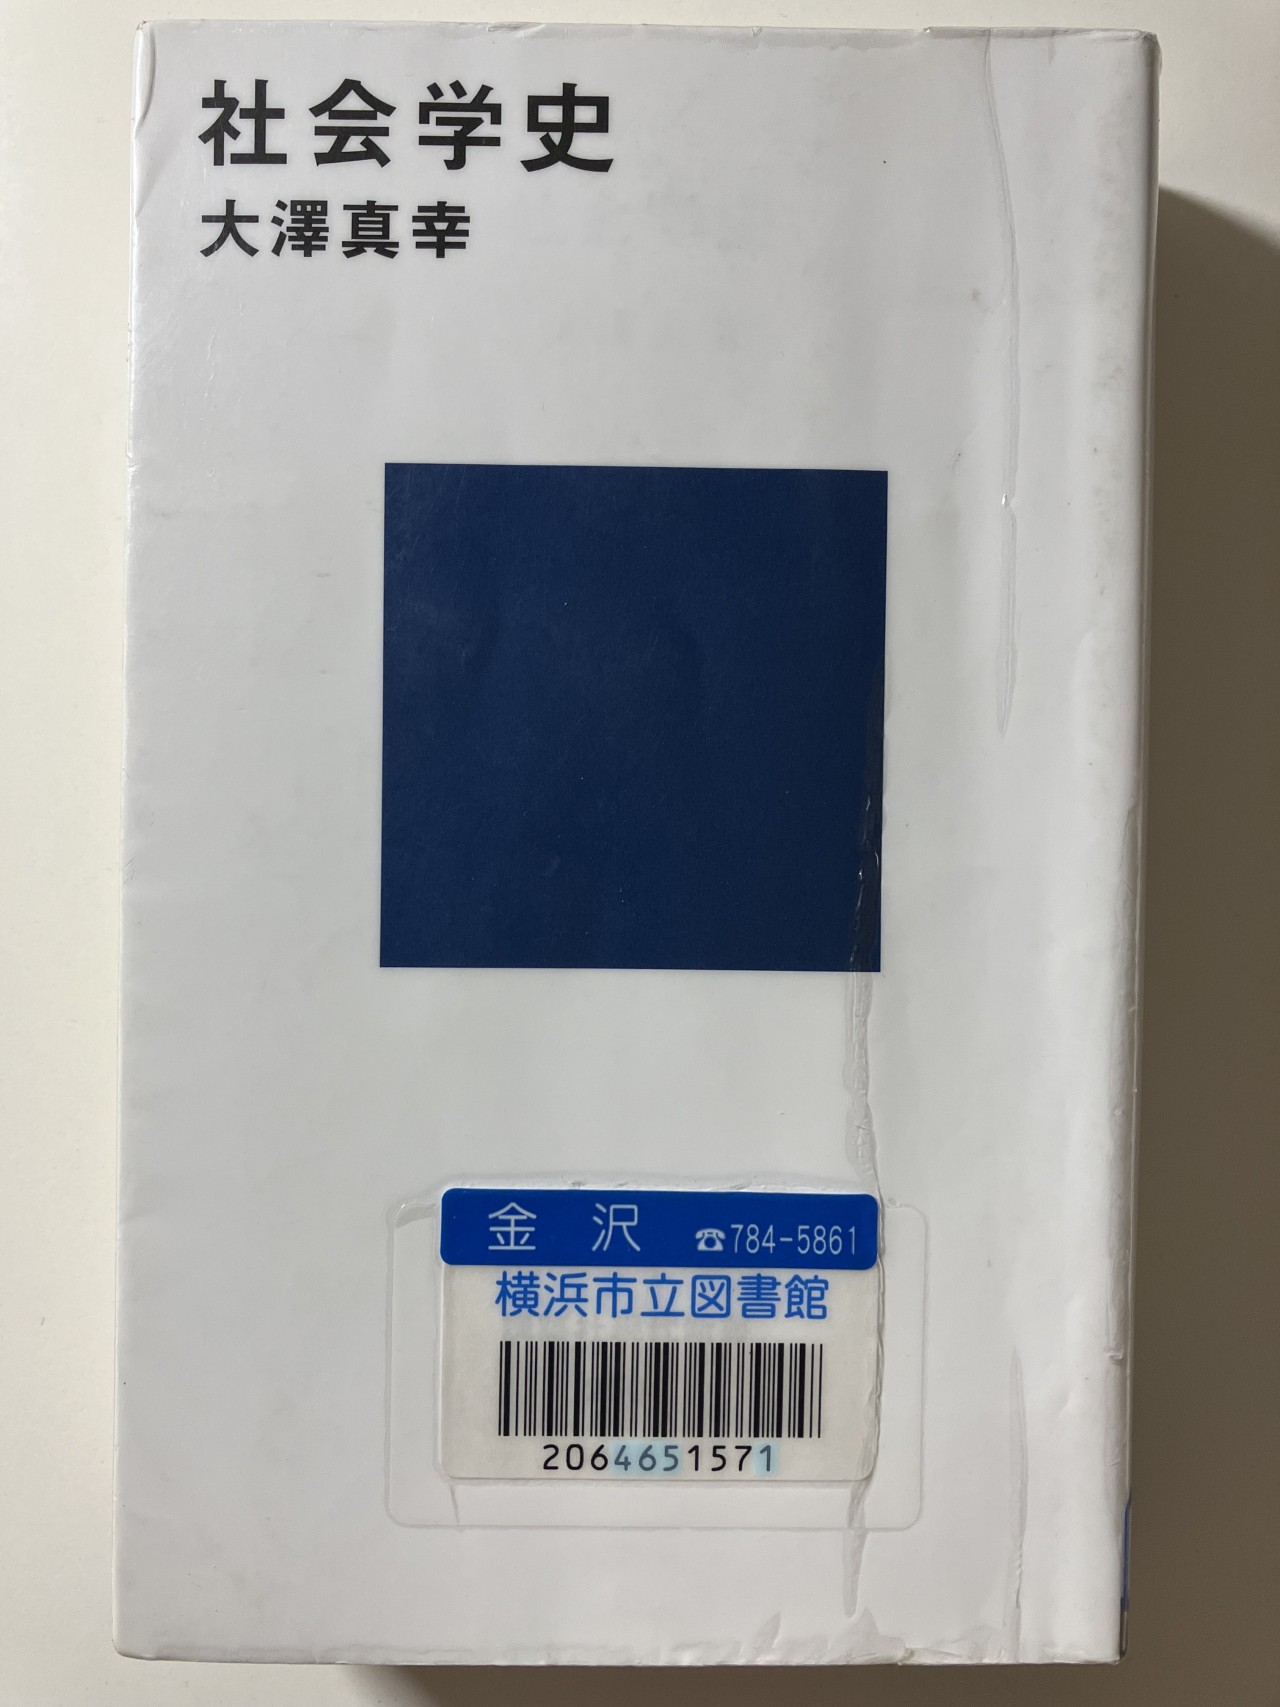 社会学史
大澤真幸
金沢 ☎784-5861
横浜市立図書館
2064651571